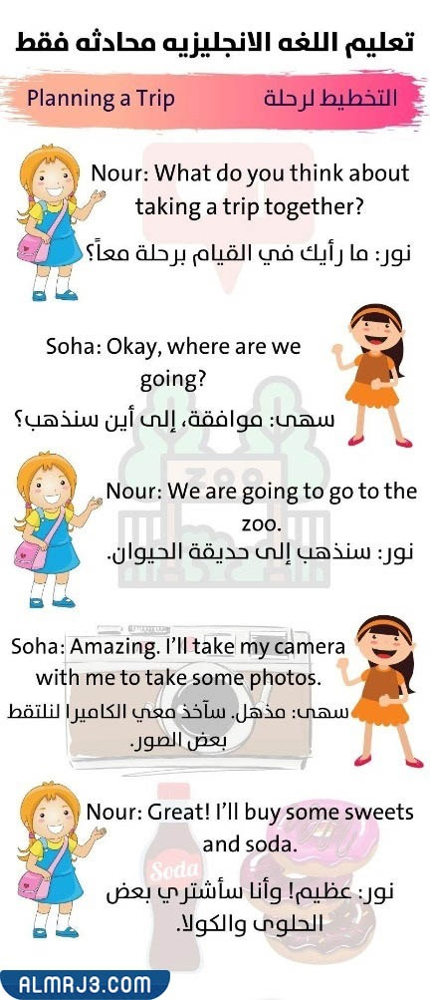 تعليم اللغه الانجليزيه محادثه فقط
Planning a Trip التخطيط لرحلة
Nour: What do you think about
taking a trip together?
نور: ما رأيك في القيام برحلة معاً؟
Soha: Okay, where are we
going?
سهى: موافقة، إلى أين سنذهب؟
ZOO
Nour: We are going to go to the
zoo.
نور: سنذهب إلى حديقة الحيوان.
Soha: Amazing. I'll take my camera
with me to take some photos.
سهى: مذهل. سآخذ معي الكاميرا لنلتقط
بعض الصور.
Nour: Great! I'll buy some sweets
and soda.
Soda
نور: عظيم! وأنا سأشتري بعض
الحلوى والكولا.
ALMRJ3.COM